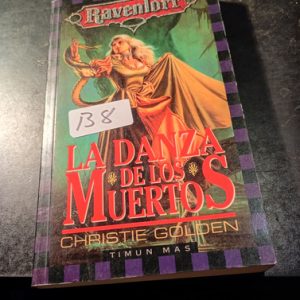 Ravenloft
B8
LA DANZA
DE LOS
MUERTOS
CHRISTIE GOLDEN
TIMUN MAS